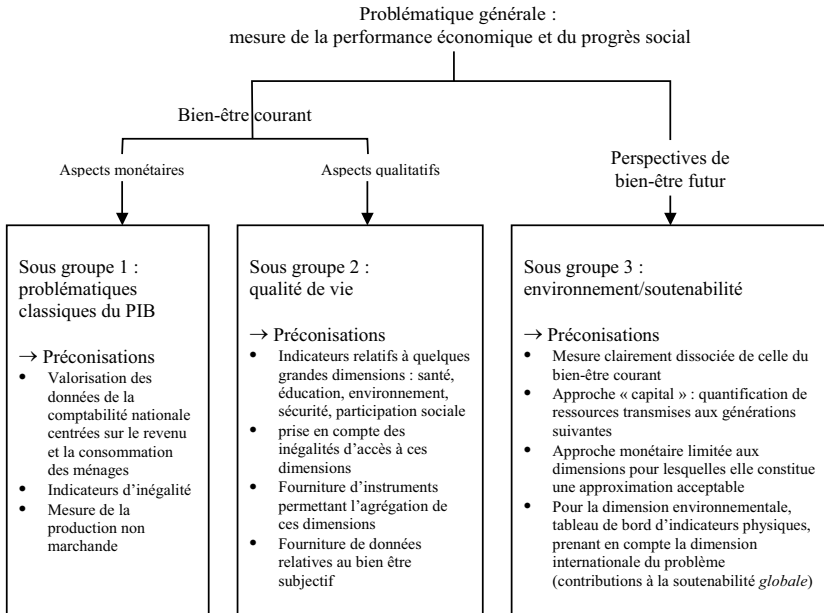 Problématique générale :
mesure de la performance économique et du progrès social
Bien-être courant
Aspects monétaires
Aspects qualitatifs
Perspectives de
bien-être futur
Sous groupe 1 :
problématiques
classiques du PIB
→ Préconisations
• Valorisation des
données de la
comptabilité nationale
centrées sur le revenu
et la consommation
des ménages
• Indicateurs d’inégalité
• Mesure de la
production non
marchande
Sous groupe 2 :
qualité de vie
→ Préconisations
• Indicateurs relatifs à quelques
grandes dimensions : santé,
éducation, environnement,
sécurité, participation sociale
• prise en compte des
inégalités d’accès à ces
dimensions
• Fourniture d’instruments
permettant l’agrégation de
ces dimensions
• Fourniture de données
relatives au bien être
subjectif
Sous groupe 3 :
environnement/soutenabilité
→ Préconisations
• Mesure clairement dissociée de celle du
bien-être courant
• Approche « capital » : quantification de
ressources transmises aux générations
suivantes
• Approche monétaire limitée aux
dimensions pour lesquelles elle constitue
une approximation acceptable
• Pour la dimension environnementale,
tableau de bord d’indicateurs physiques,
prenant en compte la dimension
internationale du problème
(contributions à la soutenabilité globale)